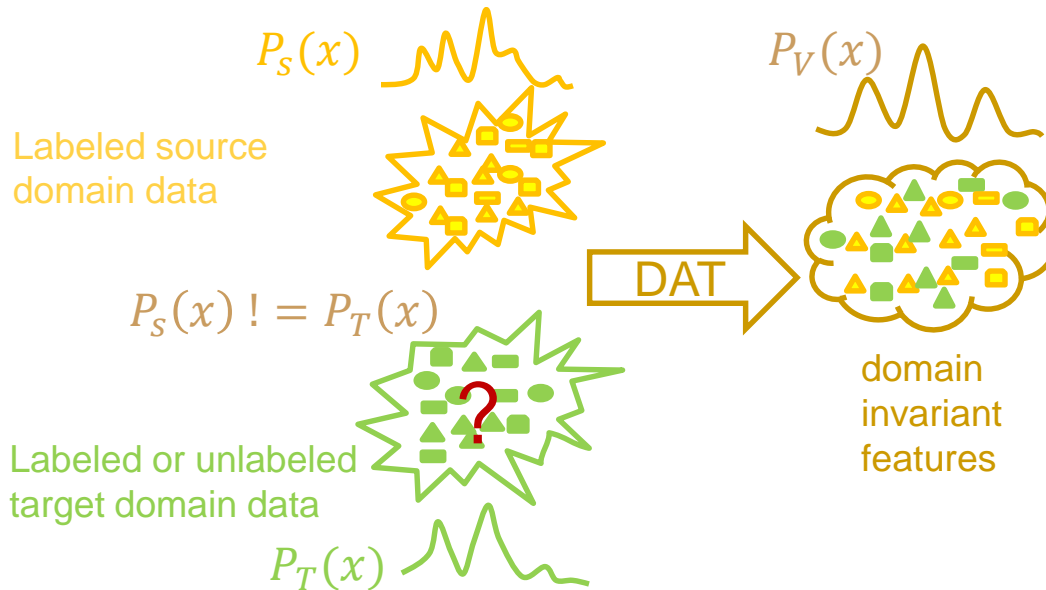 P_s(x)
P_V(x)
Labeled source
domain data
DAT
P_s(x) ! = P_T(x)
?
domain
invariant
features
Labeled or unlabeled
target domain data
P_T(x)